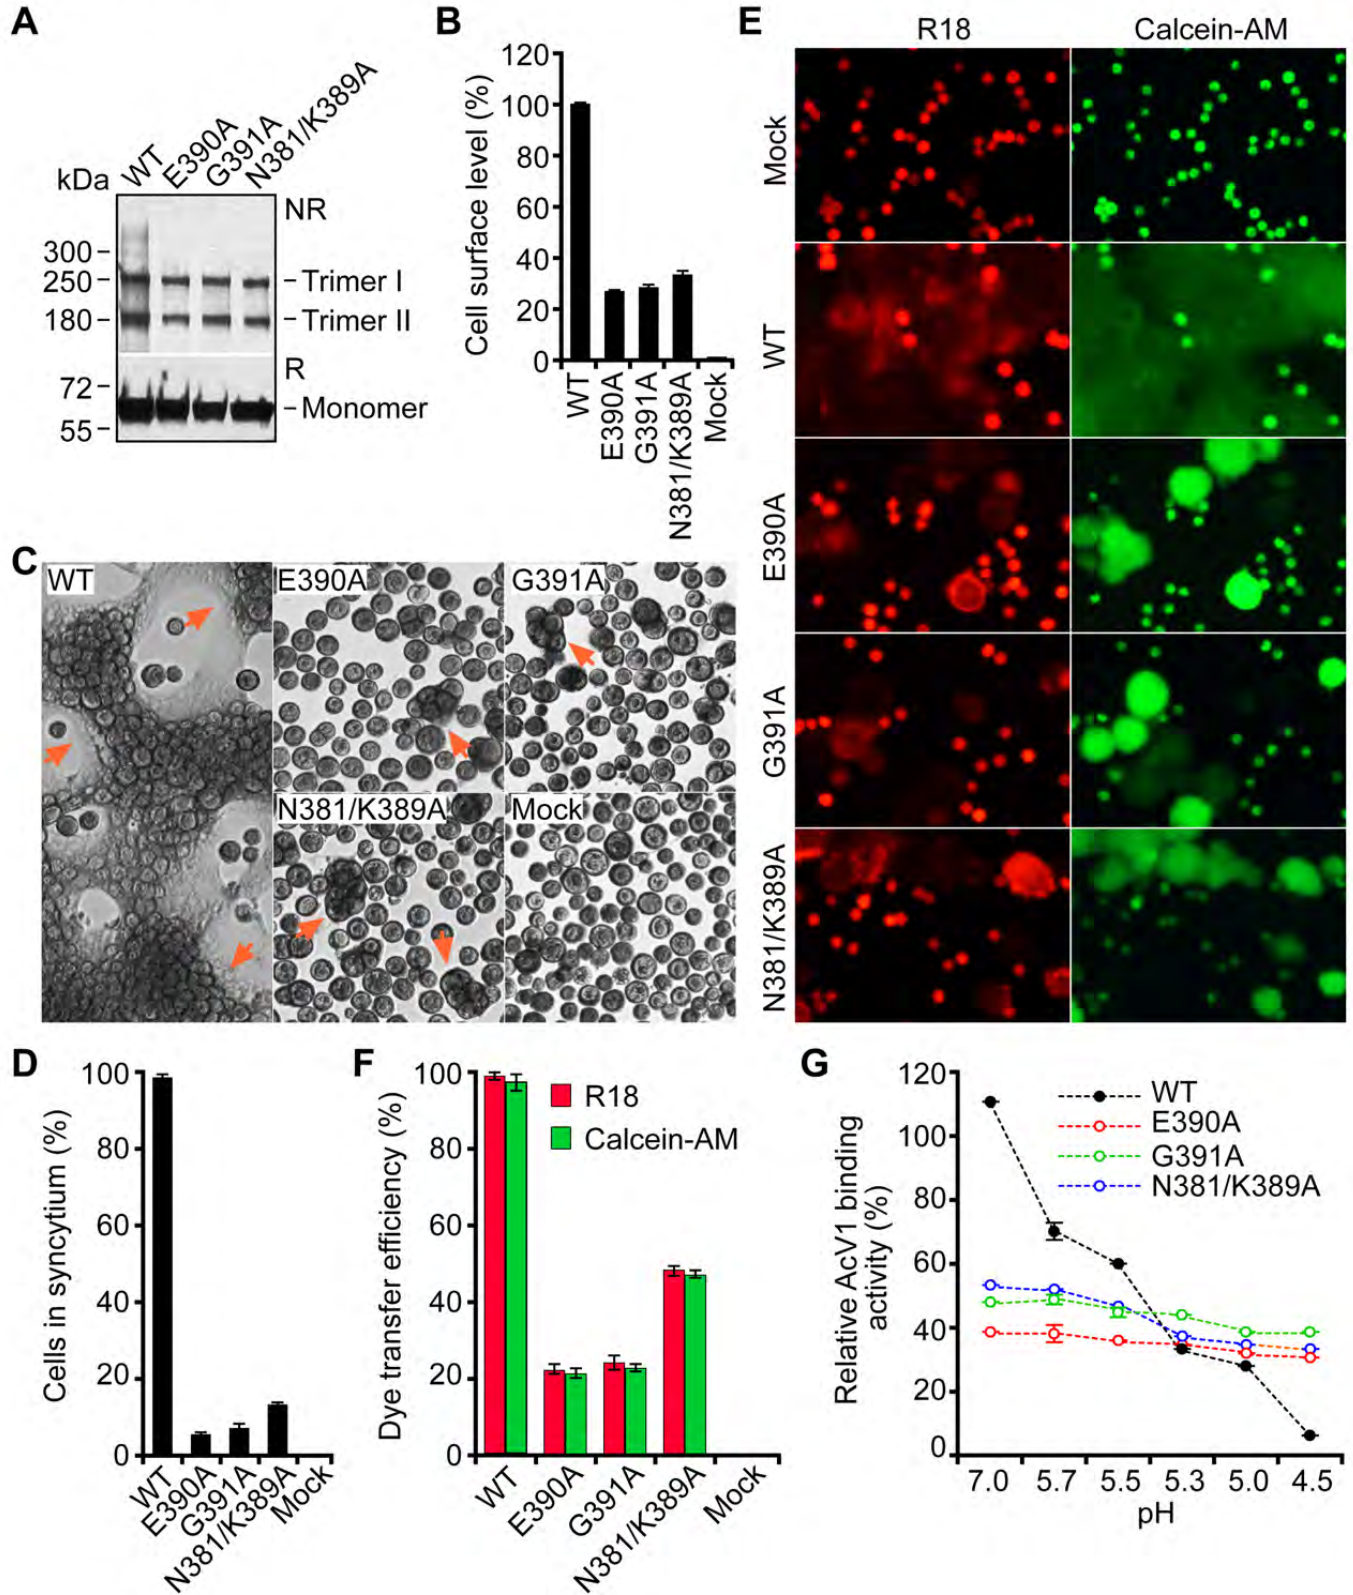 A
WT
E390A
G391A
N381/K389A
kDa
NR
300
250
Trimer I
180
Trimer II
R
72
Monomer
55
B
Cell surface level (%)
120
100
80
60
40
20
0
WT
E390A
G391A
N381/K389A
Mock
C
WT
E390A
G391A
N381/K389A
Mock
D
Cells in syncytium (%)
100
80
60
40
20
0
WT
E390A
G391A
N381/K389A
Mock
E
R18
Calcein-AM
Mock
WT
E390A
G391A
N381/K389A
F
Dye transfer efficiency (%)
100
80
60
40
20
0
R18
Calcein-AM
WT
E390A
G391A
N381/K389A
Mock
G
Relative AcV1 binding
activity (%)
120
100
80
60
40
20
0
WT
E390A
G391A
N381/K389A
7.0 5.7 5.5 5.3 5.0 4.5
pH